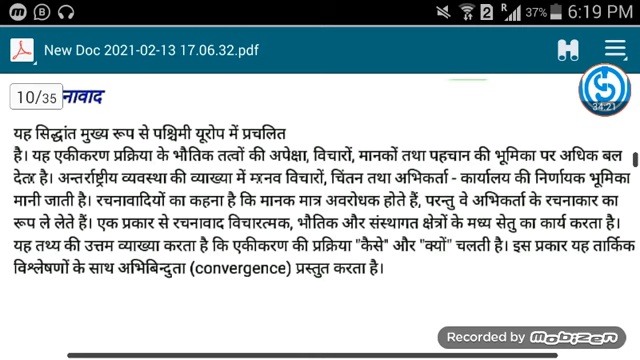 37% 6:19 PM
New Doc 2021-02-13 17.06.32.pdf
10/35 नावाद
34:21
यह सिद्धांत मुख्य रूप से पश्चिमी यूरोप में प्रचलित
है। यह एकीकरण प्रक्रिया के भौतिक तत्वों की अपेक्षा, विचारों, मानकों तथा पहचान की भूमिका पर अधिक बल
देता है। अन्तर्राष्ट्रीय व्यवस्था की व्याख्या में मानव विचारों, चिंतन तथा अभिकर्ता - कार्यालय की निर्णायक भूमिका
मानी जाती है। रचनावादियों का कहना है कि मानक मात्र अवरोधक होते हैं, परन्तु वे अभिकर्ता के रचनाकार का
रूप ले लेते हैं। एक प्रकार से रचनावाद विचारत्मक, भौतिक और संस्थागत क्षेत्रों के मध्य सेतु का कार्य करता है।
यह तथ्य की उत्तम व्याख्या करता है कि एकीकरण की प्रक्रिया "कैसे" और "क्यों" चलती है। इस प्रकार यह तार्किक
विश्लेषणों के साथ अभिबिन्दुता (convergence) प्रस्तुत करता है।
Recorded by mobizen